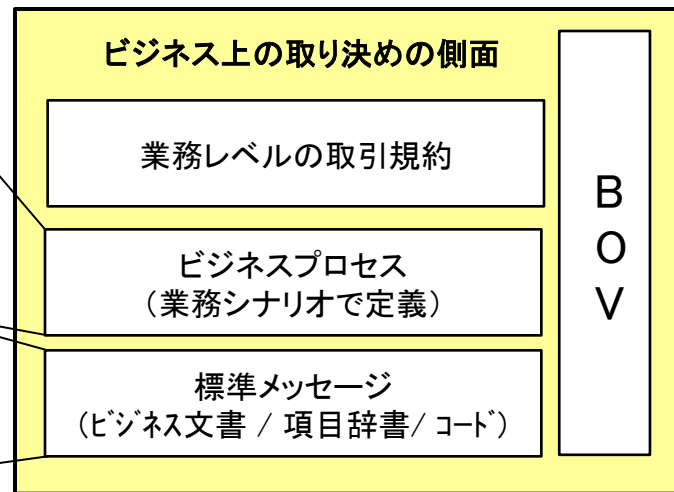 ビジネス上の取り決めの側面
業務レベルの取引規約
ビジネスプロセス
（業務シナリオで定義）
標準メッセージ
(ﾋﾞｼﾞﾈｽ文書 / 項目辞書/ ｺｰﾄﾞ)
B
O
V